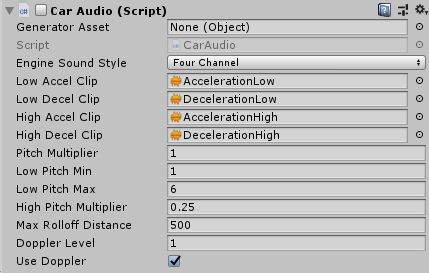 Car Audio (Script)
Generator Asset None (Object)
Script CarAudio
Engine Sound Style Four Channel
Low Accel Clip AccelerationLow
Low Decel Clip DecelerationLow
High Accel Clip AccelerationHigh
High Decel Clip DecelerationHigh
Pitch Multiplier 1
Low Pitch Min 1
Low Pitch Max 6
High Pitch Multiplier 0.25
Max Rolloff Distance 500
Doppler Level 1
Use Doppler